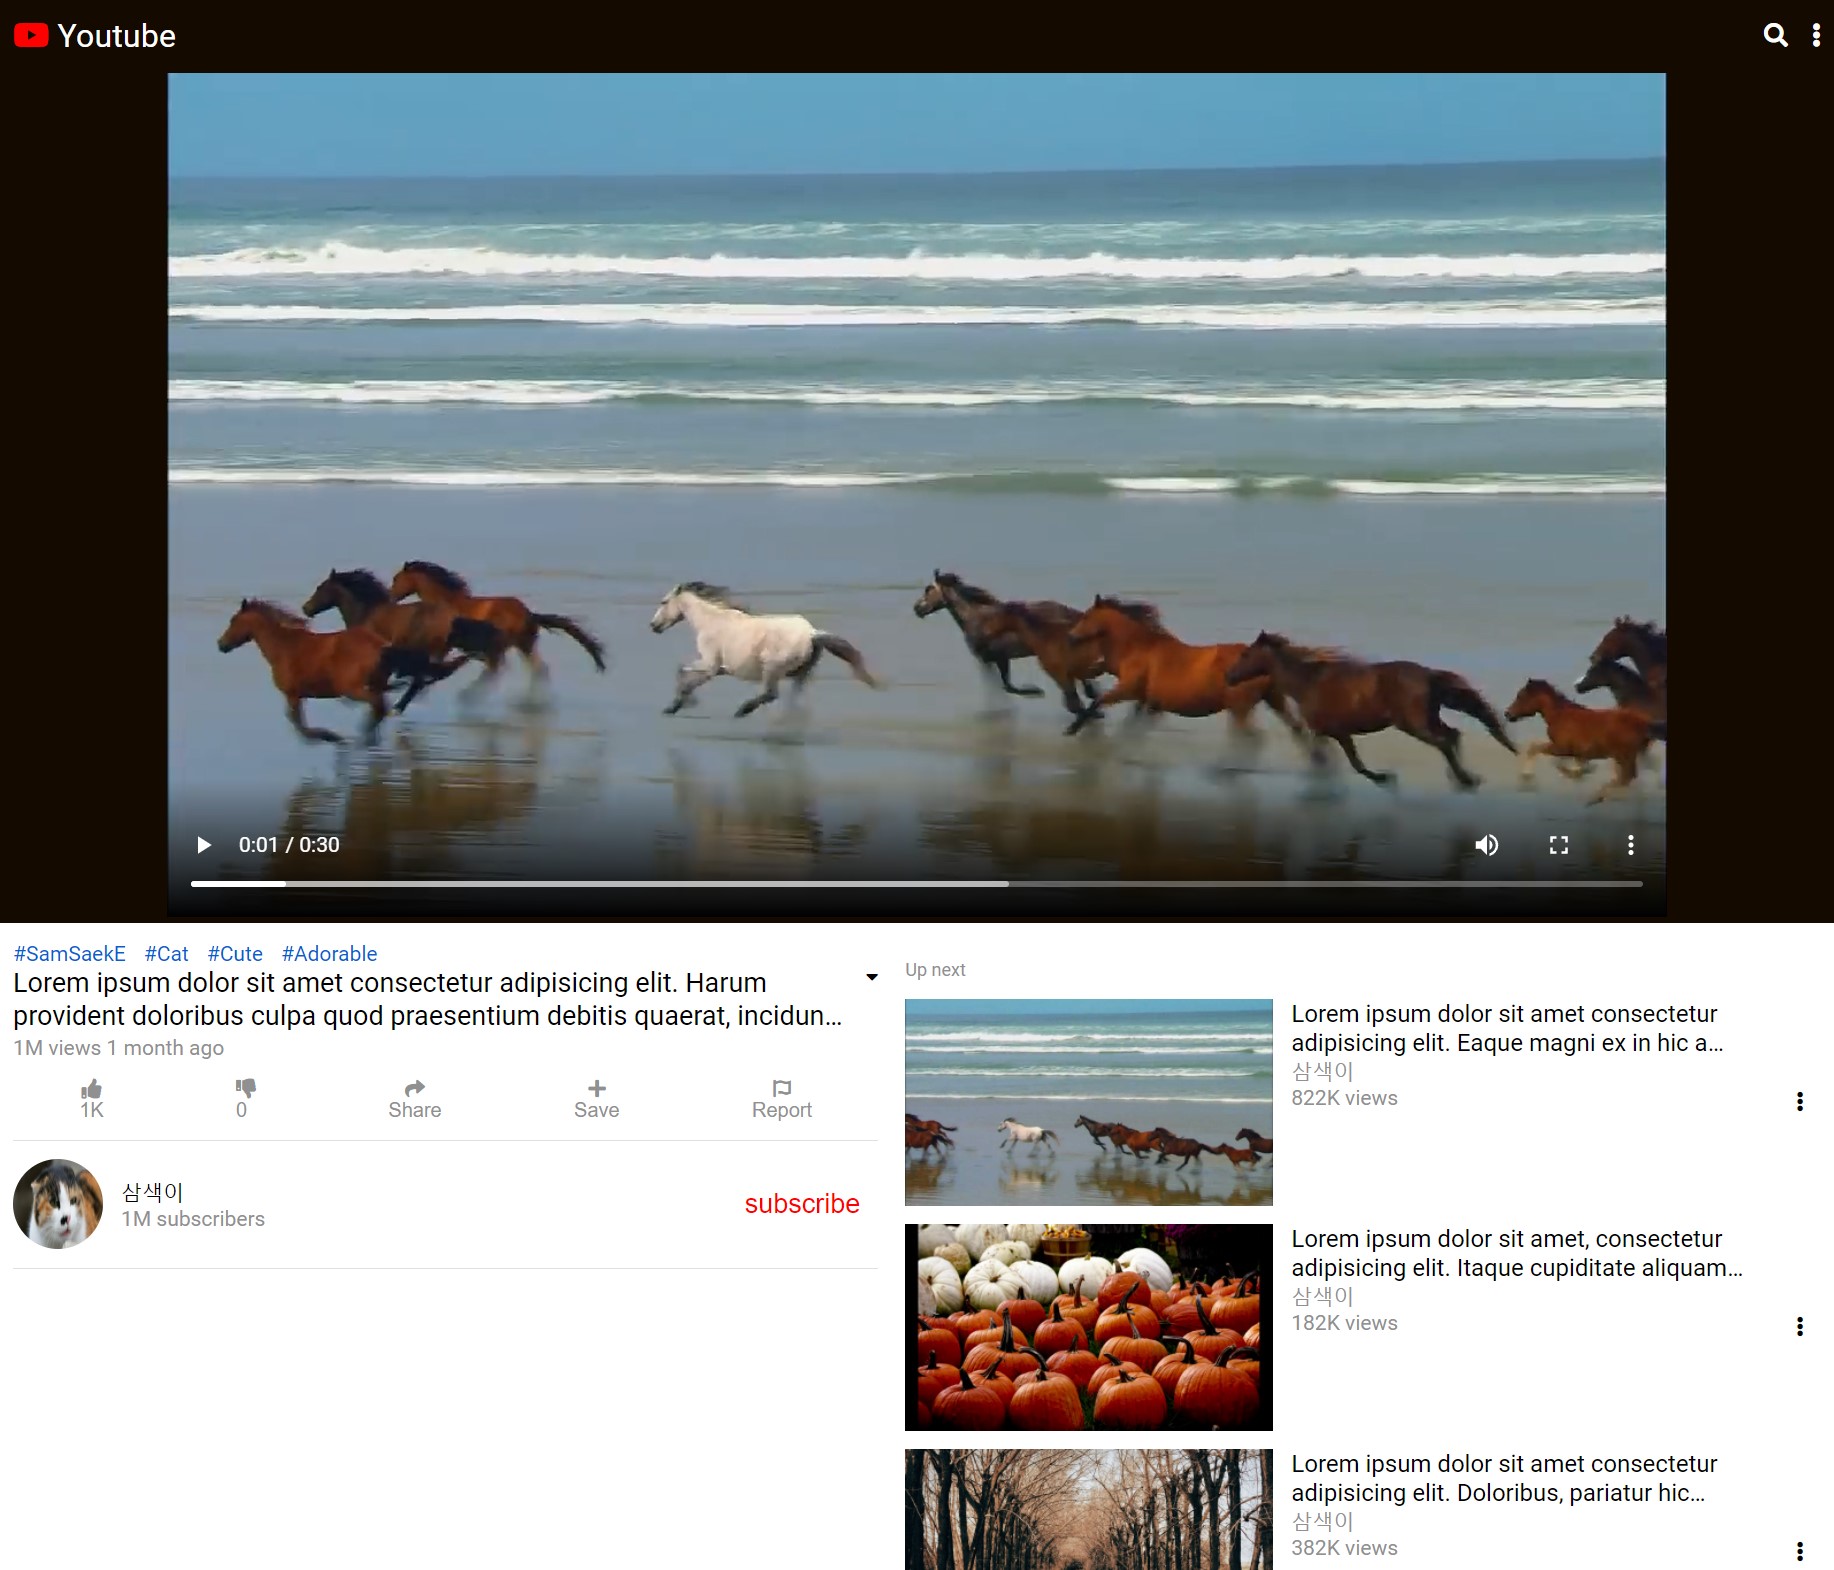 Youtube
0:01 / 0:30
#SamSaekE #Cat #Cute #Adorable
Lorem ipsum dolor sit amet consectetur adipisicing elit. Harum
provident doloribus culpa quod praesentium debitis quaerat, incidun...
1M views 1 month ago
1K
0
Share
Save
Report
삼색이
1M subscribers
subscribe
Up next
Lorem ipsum dolor sit amet consectetur
adipisicing elit. Eaque magni ex in hic a...
삼색이
822K views
Lorem ipsum dolor sit amet, consectetur
adipisicing elit. Itaque cupiditate aliquam...
삼색이
182K views
Lorem ipsum dolor sit amet consectetur
adipisicing elit. Doloribus, pariatur hic...
삼색이
382K views